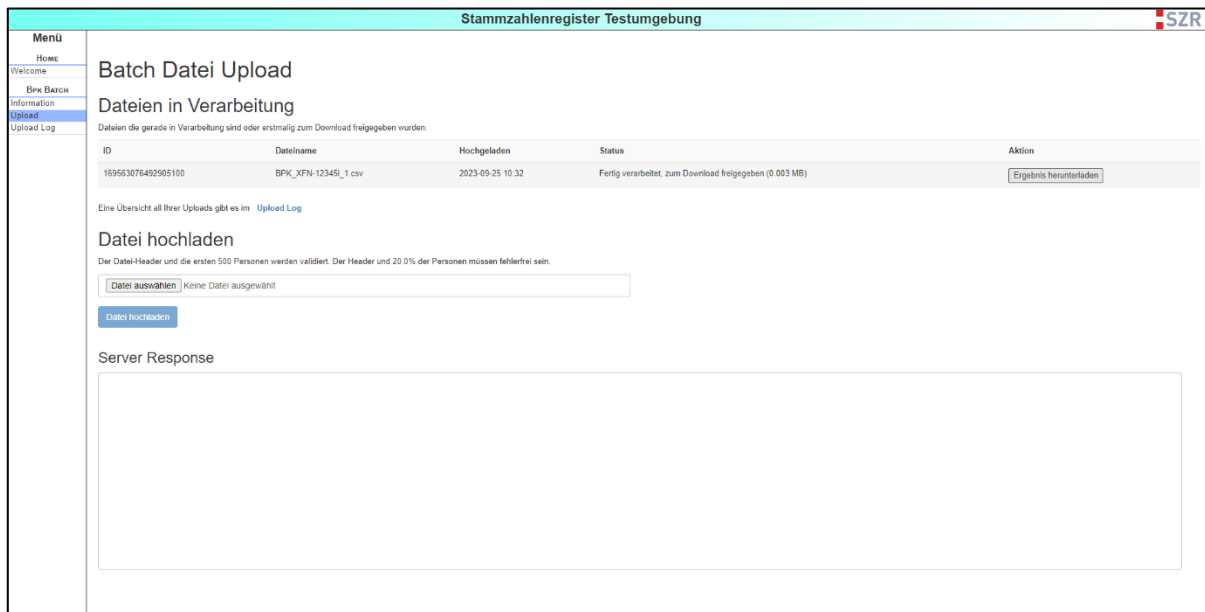 Stammzahlenregister Testumgebung
SZR
Menü
HOME
Welcome
BPK BATCH
Information
Upload
Upload Log
Batch Datei Upload
Dateien in Verarbeitung
Dateien die gerade in Verarbeitung sind oder erstmalig zum Download freigegeben wurden:
ID Dateiname Hochgeladen Status Aktion
169563076492905100 BPK_XFN-12345i_1.csv 2023-09-25 10:32 Fertig verarbeitet, zum Download freigegeben (0.003 MB) Ergebnis herunterladen
Eine Übersicht all Ihrer Uploads gibt es im Upload Log
Datei hochladen
Der Datei-Header und die ersten 500 Personen werden validiert. Der Header und 20.0% der Personen müssen fehlerfrei sein.
Datei auswählen Keine Datei ausgewählt
Datei hochladen
Server Response